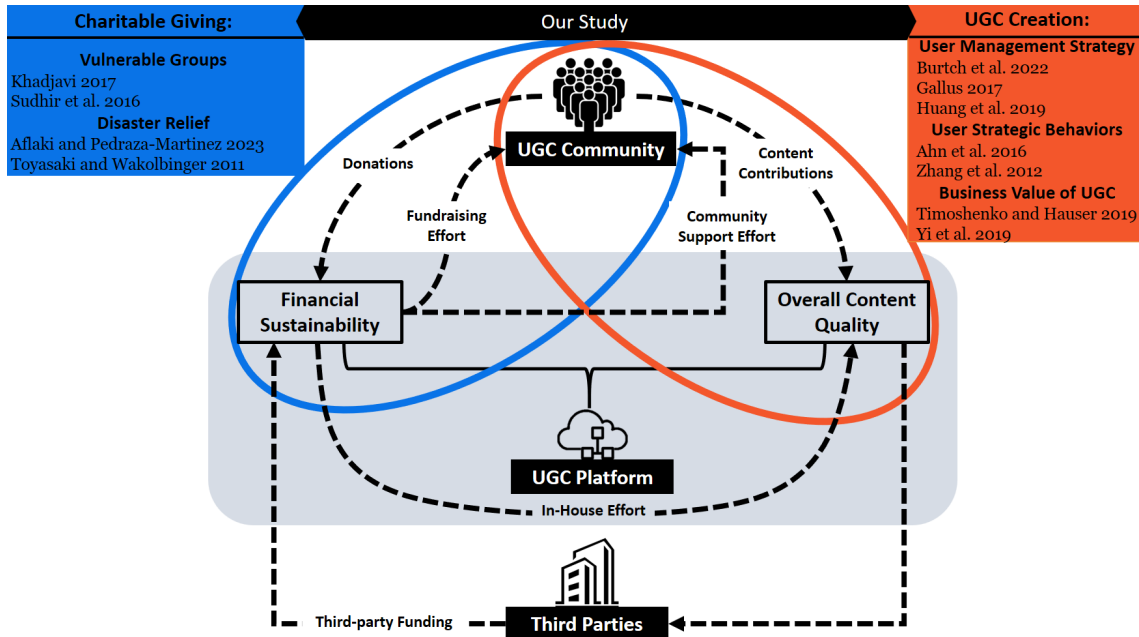 Charitable Giving:
Our Study
UGC Creation:
Vulnerable Groups
Khadjavi 2017
Sudhir et al. 2016
Disaster Relief
Aflaki and Pedraza-Martinez 2023
Toyasaki and Wakolbinger 2011
User Management Strategy
Burtch et al. 2022
Gallus 2017
Huang et al. 2019
User Strategic Behaviors
Ahn et al. 2016
Zhang et al. 2012
Business Value of UGC
Timoshenko and Hauser 2019
Yi et al. 2019
UGC Community
Donations
Content
Contributions
Fundraising
Effort
Community
Support Effort
Financial
Sustainability
Overall Content
Quality
UGC Platform
In-House Effort
Third-party Funding
Third Parties